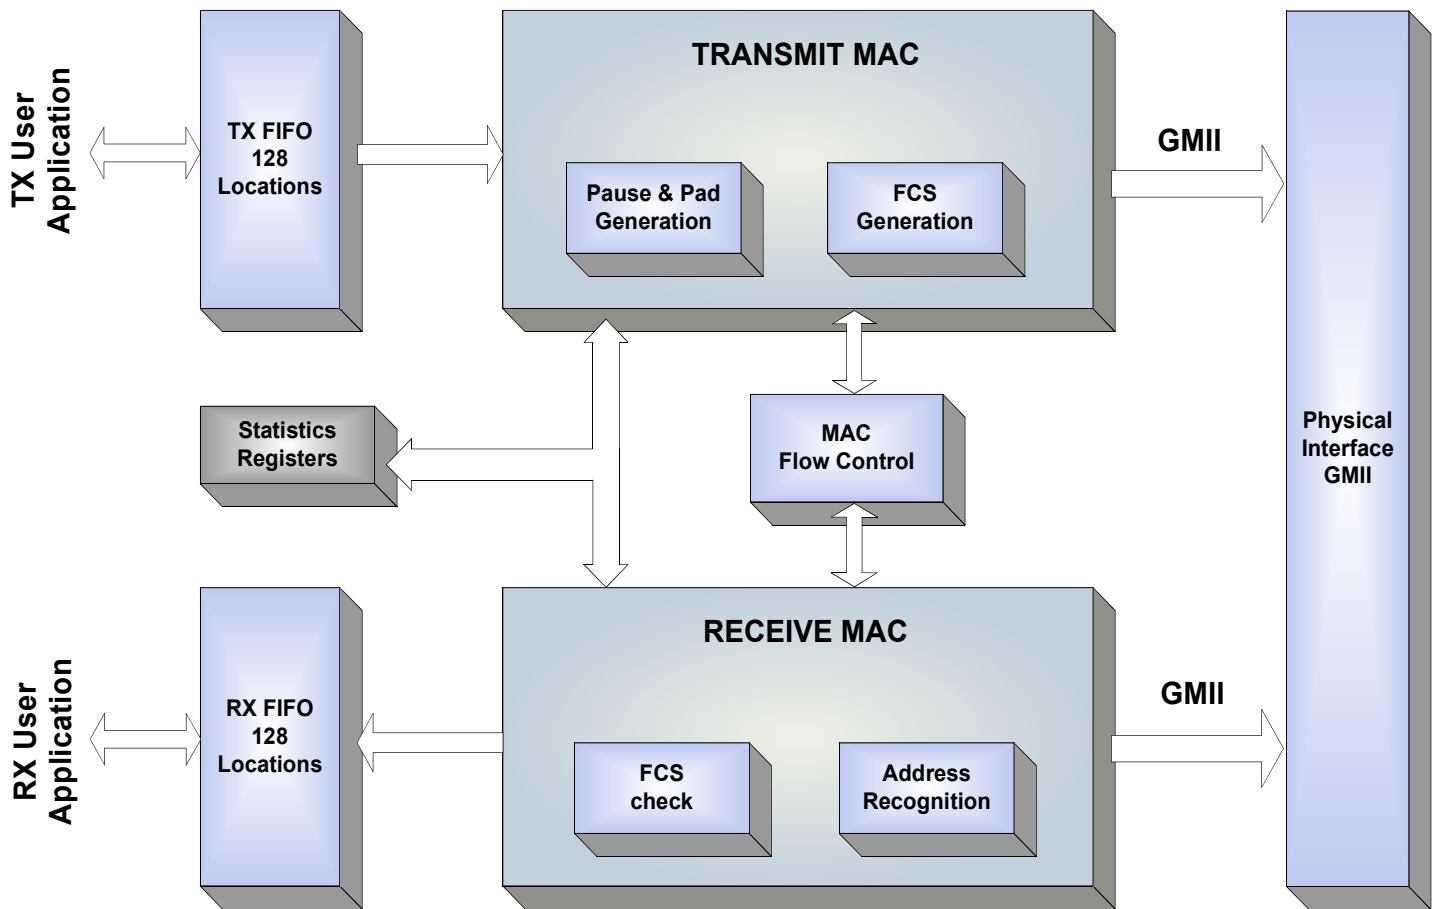 TX User
Application
TX FIFO
128
Locations
TRANSMIT MAC
Pause & Pad
Generation
FCS
Generation
GMII
Statistics
Registers
MAC
Flow Control
Physical
Interface
GMII
RX User
Application
RX FIFO
128
Locations
RECEIVE MAC
FCS
check
Address
Recognition
GMII